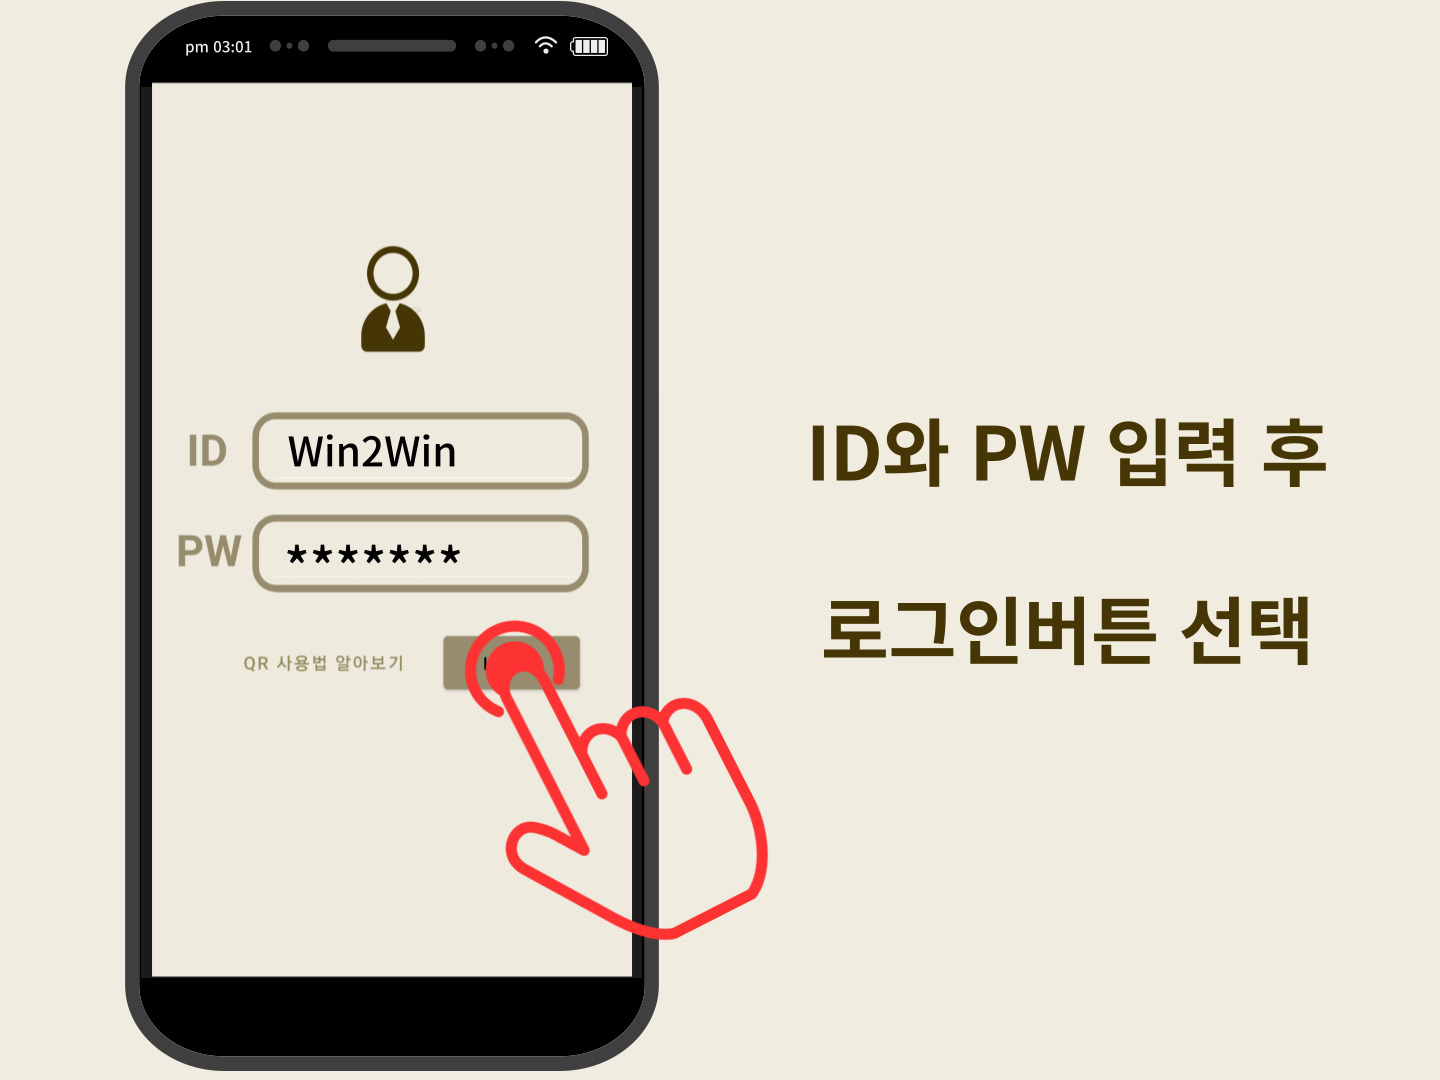 pm 03:01
ID
Win2Win
PW
*******
QR 사용법 알아보기
ID와 PW 입력 후
로그인버튼 선택